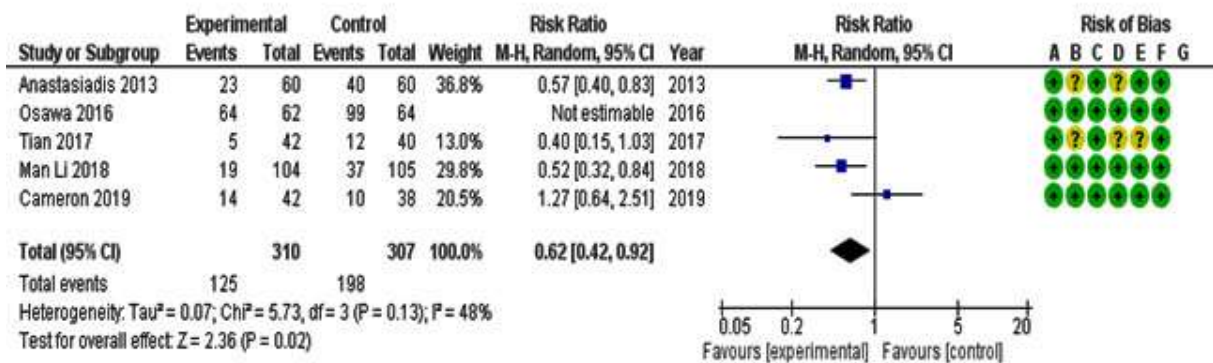 Experimental Control Risk Ratio Risk Ratio Risk of Bias
Study or Subgroup Events Total Events Total Weight M-H, Random, 95% CI Year M-H, Random, 95% CI A B C D E F G
Anastasiadis 2013 23 60 40 60 36.8% 0.57 [0.40, 0.83] 2013 + ? + ? + +
Osawa 2016 64 62 99 64 Not estimable 2016 + + + + + +
Tian 2017 5 42 12 40 13.0% 0.40 [0.15, 1.03] 2017 + ? + ? ? +
Man Li 2018 19 104 37 105 29.8% 0.52 [0.32, 0.84] 2018 + + + + + +
Cameron 2019 14 42 10 38 20.5% 1.27 [0.64, 2.51] 2019 + + + + + +
Total (95% CI) 310 307 100.0% 0.62 [0.42, 0.92]
Total events 125 198
Heterogeneity: Tau² = 0.07; Chi² = 5.73, df = 3 (P = 0.13); I² = 48%
Test for overall effect: Z = 2.36 (P = 0.02)
0.05 0.2 1 5 20
Favours [experimental] Favours [control]